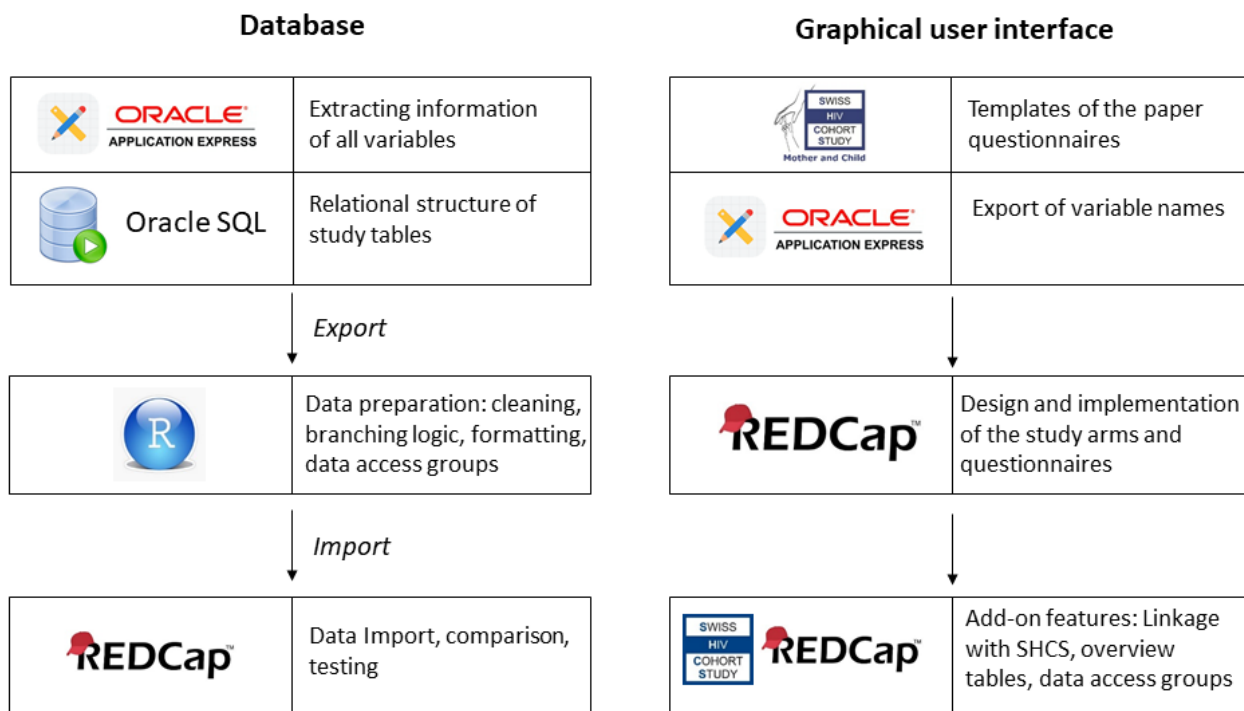 Database
ORACLE®
APPLICATION EXPRESS
Extracting information
of all variables
Oracle SQL
Relational structure of
study tables
Export
R
Data preparation: cleaning,
branching logic, formatting,
data access groups
Import
REDCap™
Data Import, comparison,
testing
Graphical user interface
SWISS
HIV
COHORT
STUDY
Mother and Child
Templates of the paper
questionnaires
ORACLE®
APPLICATION EXPRESS
Export of variable names
REDCap™
Design and implementation
of the study arms and
questionnaires
SWISS
HIV
COHORT
STUDY
REDCap™
Add-on features: Linkage
with SHCS, overview
tables, data access groups